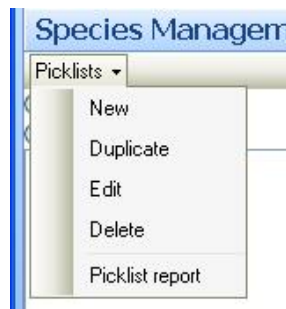 Species Managem
Picklists
New
Duplicate
Edit
Delete
Picklist report